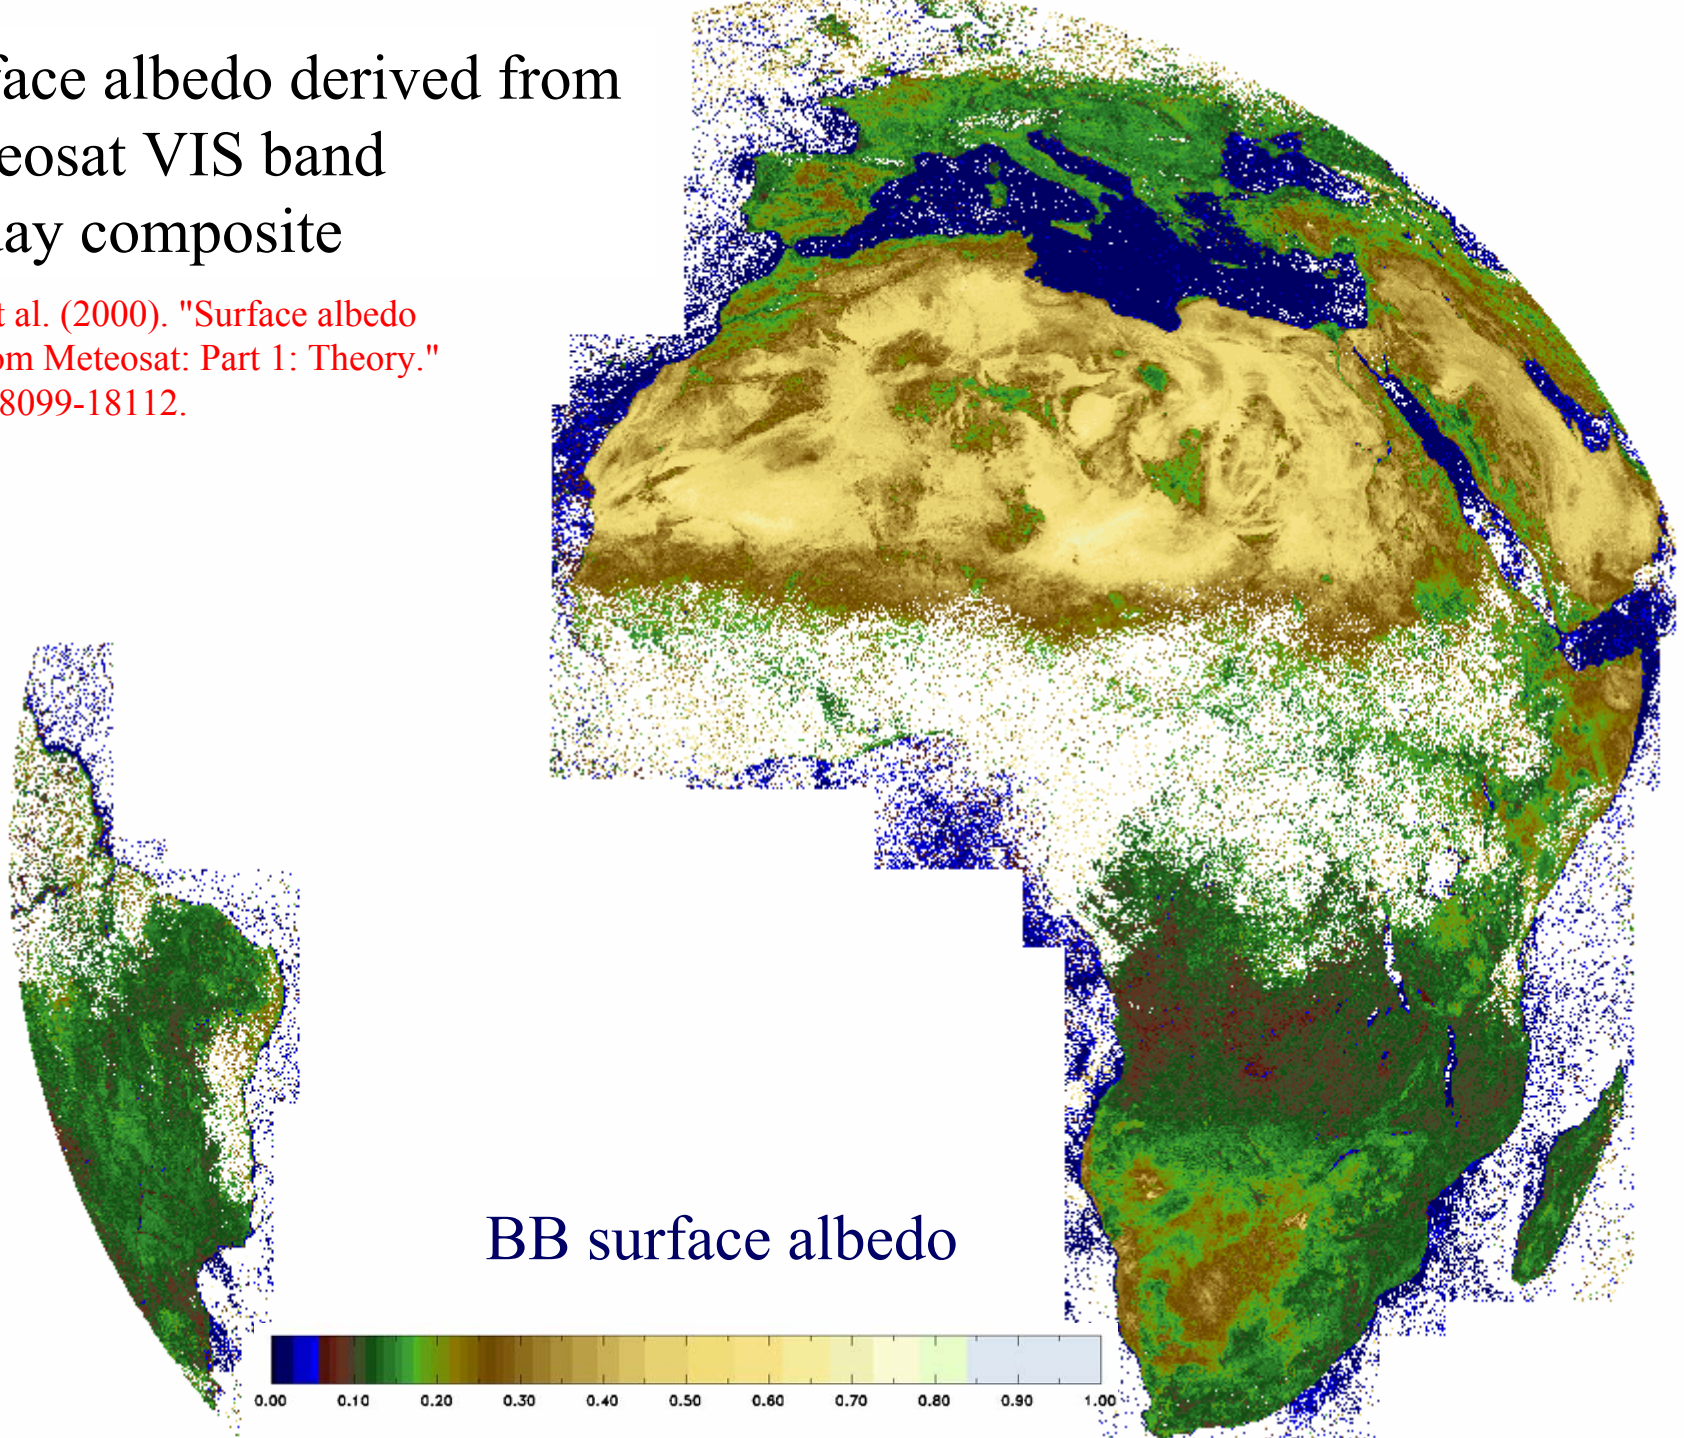 face albedo derived from
eosat VIS band
ay composite
t al. (2000). "Surface albedo
om Meteosat: Part 1: Theory."
8099-18112.
BB surface albedo
0.00 0.10 0.20 0.30 0.40 0.50 0.60 0.70 0.80 0.90 1.00